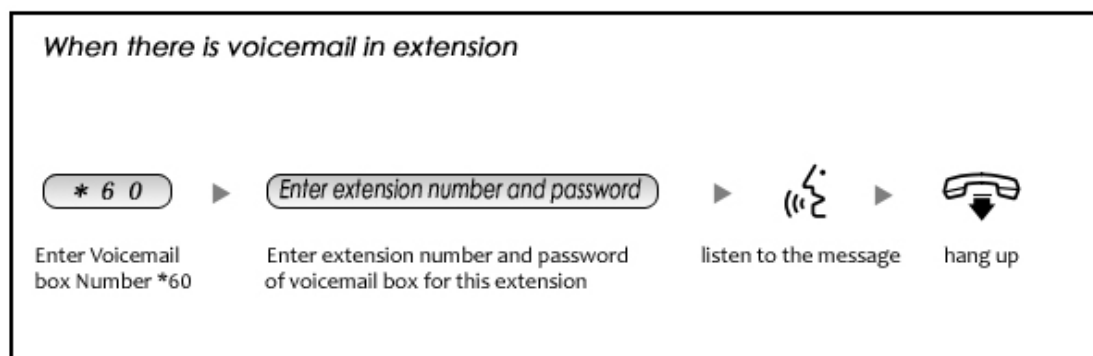 When there is voicemail in extension
* 6 0
Enter extension number and password
Enter Voicemail
box Number *60
Enter extension number and password
of voicemail box for this extension
listen to the message
hang up